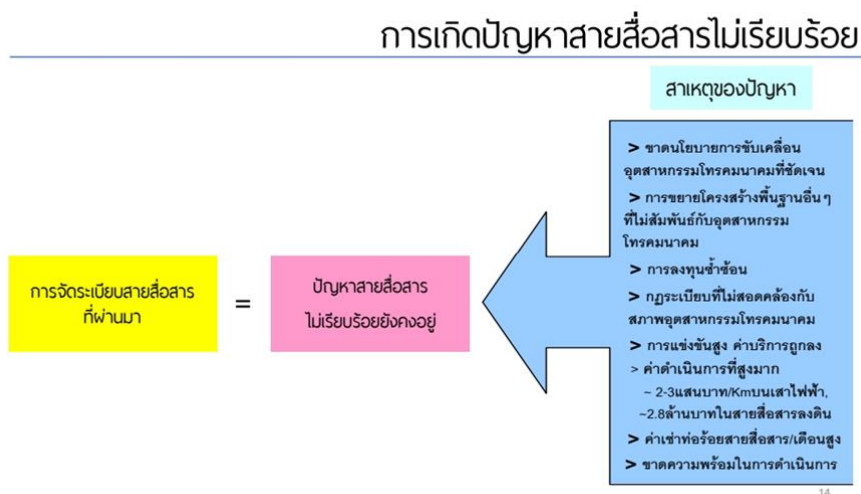 การเกิดปัญหาสายสื่อสารไม่เรียบร้อย
สาเหตุของปัญหา
> ขาดนโยบายการขับเคลื่อน
อุตสาหกรรมโทรคมนาคมที่ชัดเจน
> การขยายโครงสร้างพื้นฐานอื่นๆ
ที่ไม่สัมพันธ์กับอุตสาหกรรม
โทรคมนาคม
> การลงทุนซ้ำซ้อน
> กฎระเบียบที่ไม่สอดคล้องกับ
สภาพอุตสาหกรรมโทรคมนาคม
> การแข่งขันสูง ค่าบริการถูกลง
> ค่าดำเนินการที่สูงมาก
~ 2-3แสนบาท/Kmบนเสาไฟฟ้า,
~2.8ล้านบาทในสายสื่อสารลงดิน
> ค่าเช่าท่อร้อยสายสื่อสาร/เดือนสูง
> ขาดความพร้อมในการดำเนินการ
การจัดระเบียบสายสื่อสาร
ที่ผ่านมา
=
ปัญหาสายสื่อสาร
ไม่เรียบร้อยยังคงอยู่
14